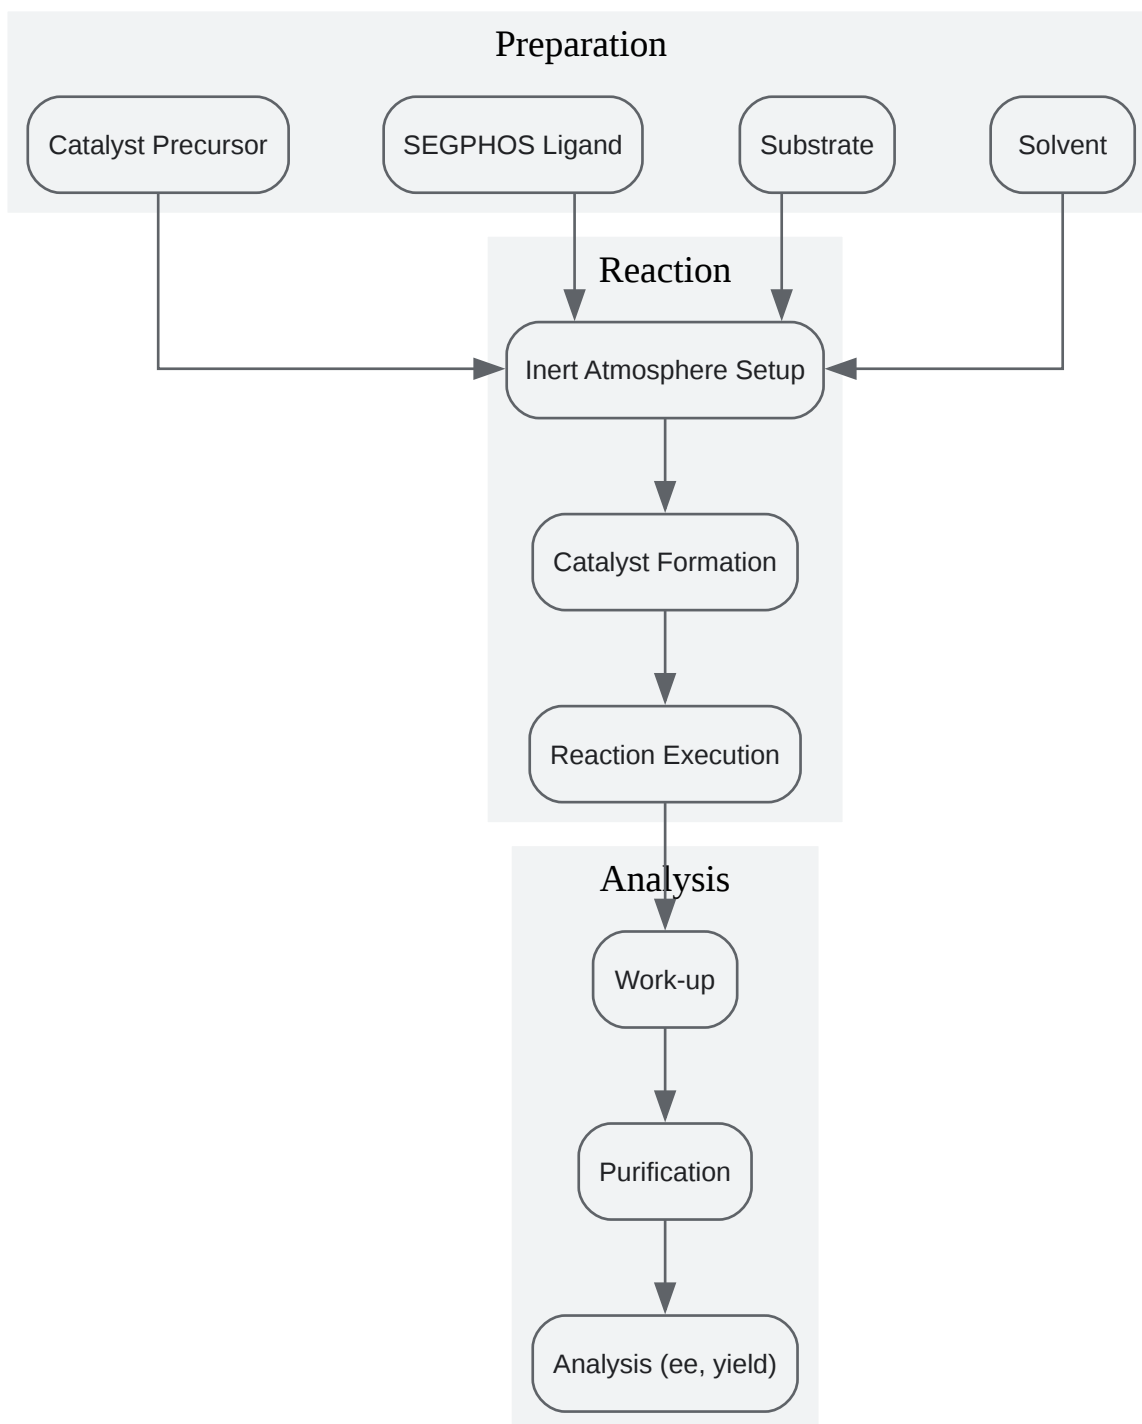 Preparation
Catalyst Precursor
SEGPHOS Ligand
Substrate
Solvent
Reaction
Inert Atmosphere Setup
Catalyst Formation
Reaction Execution
Analysis
Work-up
Purification
Analysis (ee, yield)